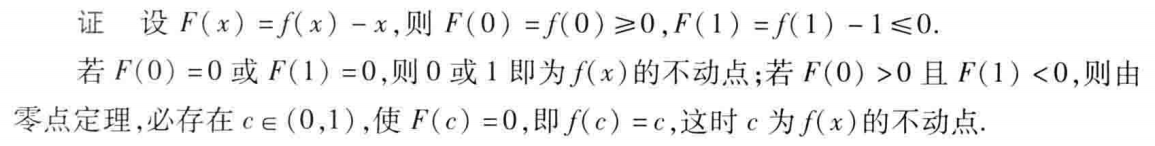 证 设 F(x) =f(x) -x,则 F(0) =f(0)≥0,F(1) =f(1) -1≤0.
若 F(0) =0 或 F(1) =0,则 0 或 1 即为 f(x)的不动点;若 F(0) >0 且 F(1) <0,则由
零点定理,必存在 c∈(0,1),使 F(c) =0,即 f(c) =c,这时 c 为 f(x)的不动点.